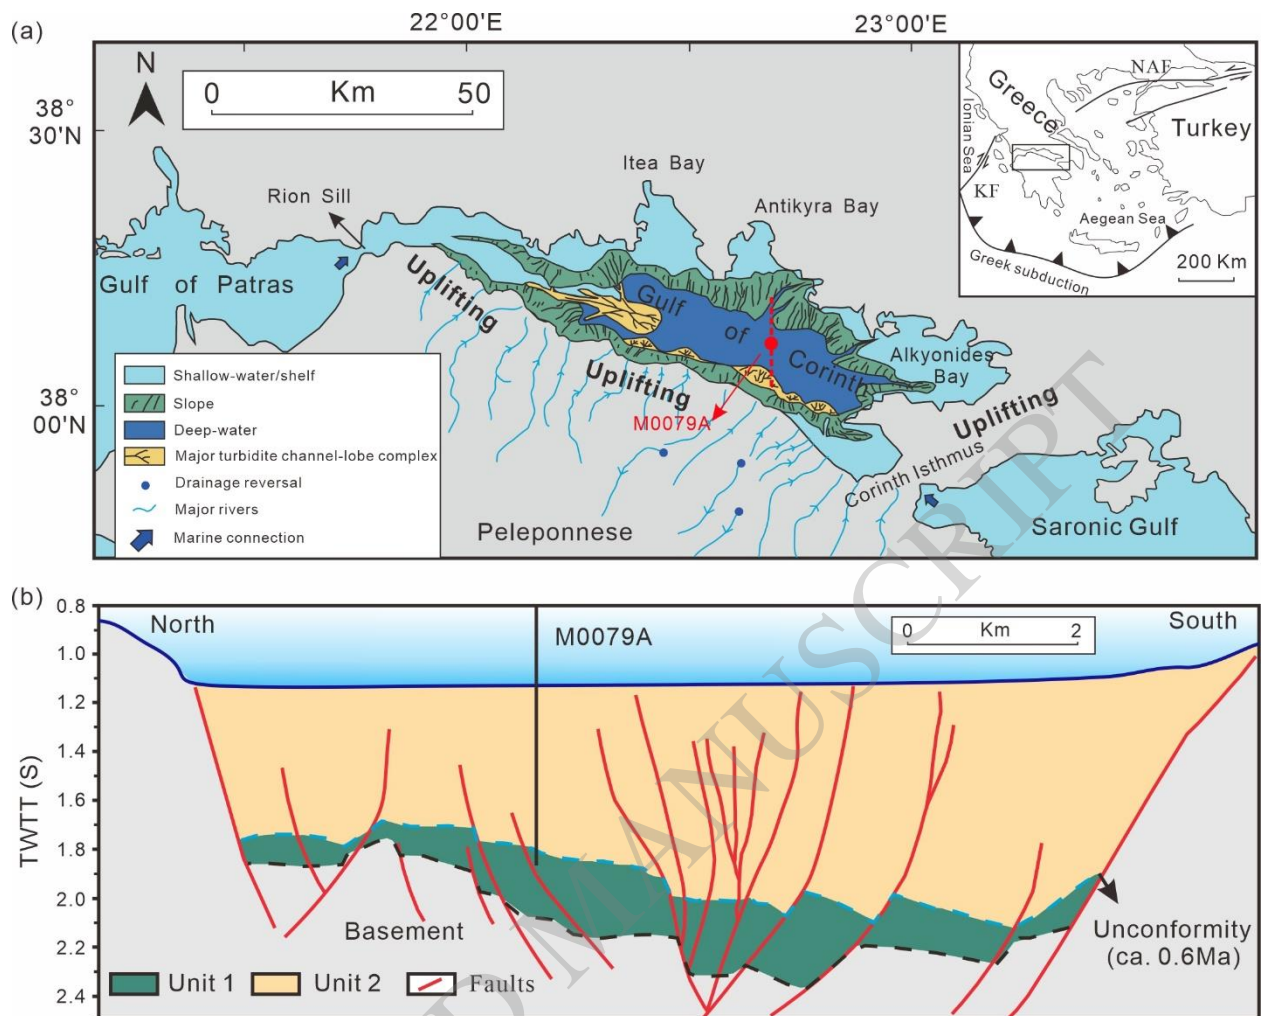 (a)
22°00'E
23°00'E
N
0 Km 50
38°
30'N
38°
00'N
Rion Sill
Itea Bay
Antikyra Bay
Gulf of Patras
Uplifting
Gulf
of
Corinth
Alkyonides
Bay
Uplifting
M0079A
Uplifting
Corinth Isthmus
Saronic Gulf
Peleponnese
Shallow-water/shelf
Slope
Deep-water
Major turbidite channel-lobe complex
Drainage reversal
Major rivers
Marine connection
Greece
NAF
Turkey
Ionian Sea
KF
Aegean Sea
Greek subduction
200 Km
(b)
0.8
1.0
1.2
1.4
1.6
1.8
2.0
2.2
2.4
TWTT (S)
North
M0079A
0 Km 2
South
Basement
Unconformity
(ca. 0.6Ma)
Unit 1
Unit 2
Faults
D MANUSCRIPT